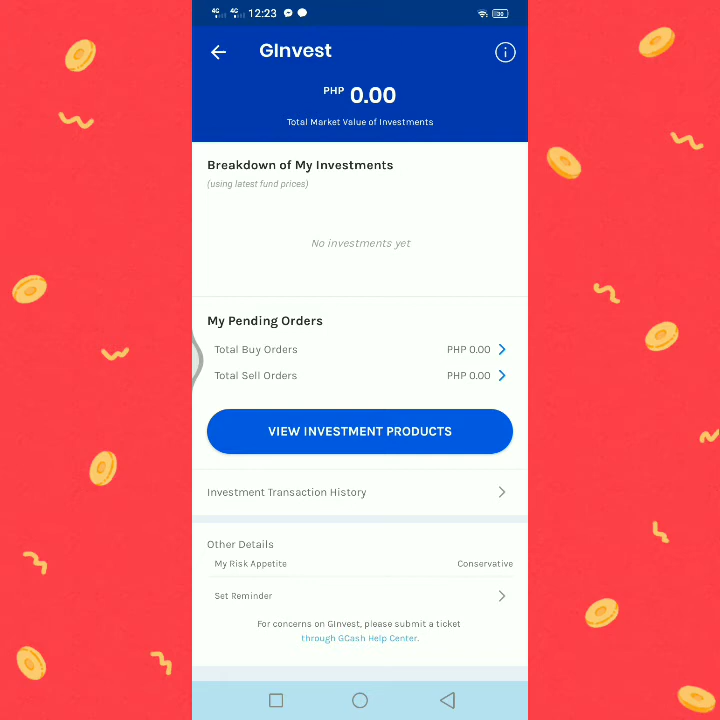 4G 4G 12:23 30
GInvest
PHP 0.00
Total Market Value of Investments
Breakdown of My Investments
(using latest fund prices)
No investments yet
My Pending Orders
Total Buy Orders PHP 0.00
Total Sell Orders PHP 0.00
VIEW INVESTMENT PRODUCTS
Investment Transaction History
Other Details
My Risk Appetite Conservative
Set Reminder
For concerns on GInvest, please submit a ticket
through GCash Help Center.